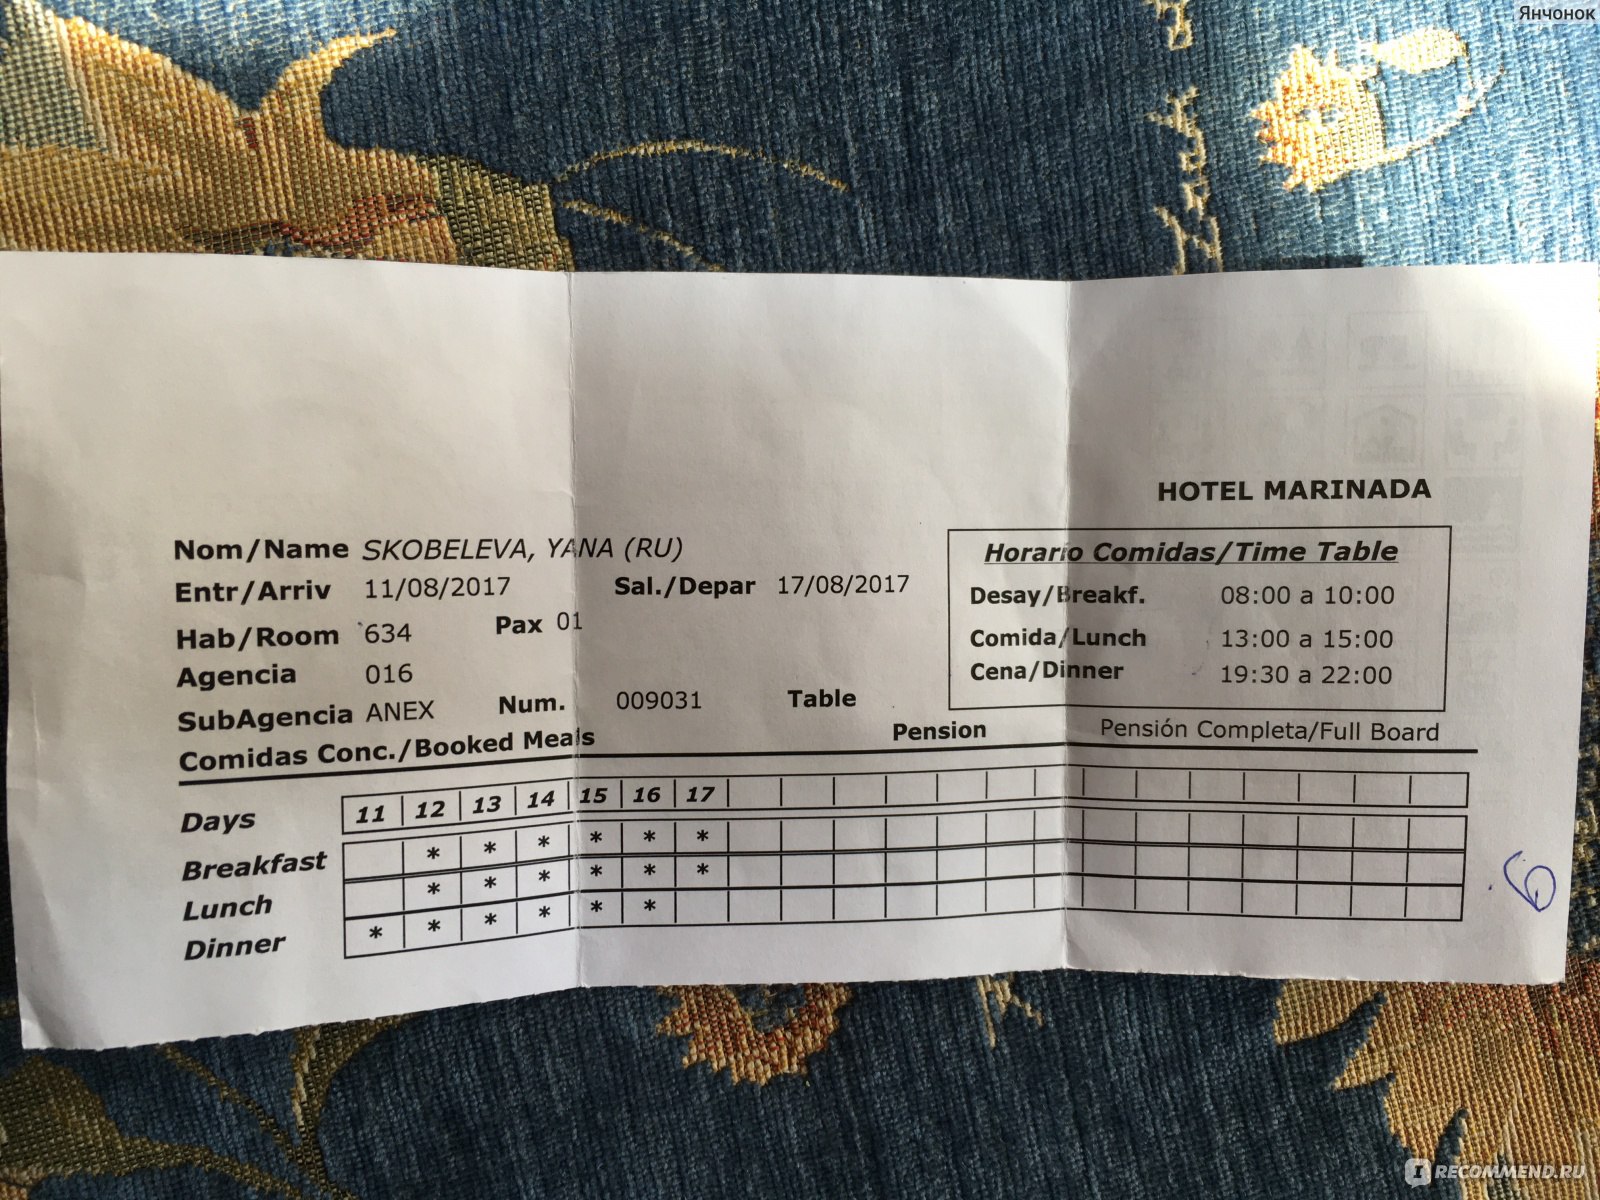 Янчонок
HOTEL MARINADA
Nom/Name SKOBELEVA, YANA (RU)
Entr/Arriv 11/08/2017 Sal./Depar 17/08/2017
Hab/Room 634 Pax 01
Agencia 016
SubAgencia ANEX Num. 009031 Table
Horario Comidas/Time Table
Desay/Breakf. 08:00 a 10:00
Comida/Lunch 13:00 a 15:00
Cena/Dinner 19:30 a 22:00
Comidas Conc./Booked Meals Pension Pensión Completa/Full Board
Days 11 12 13 14 15 16 17
Breakfast * * * * * *
Lunch * * * * * *
Dinner * * * * * *
RECOMMEND.RU